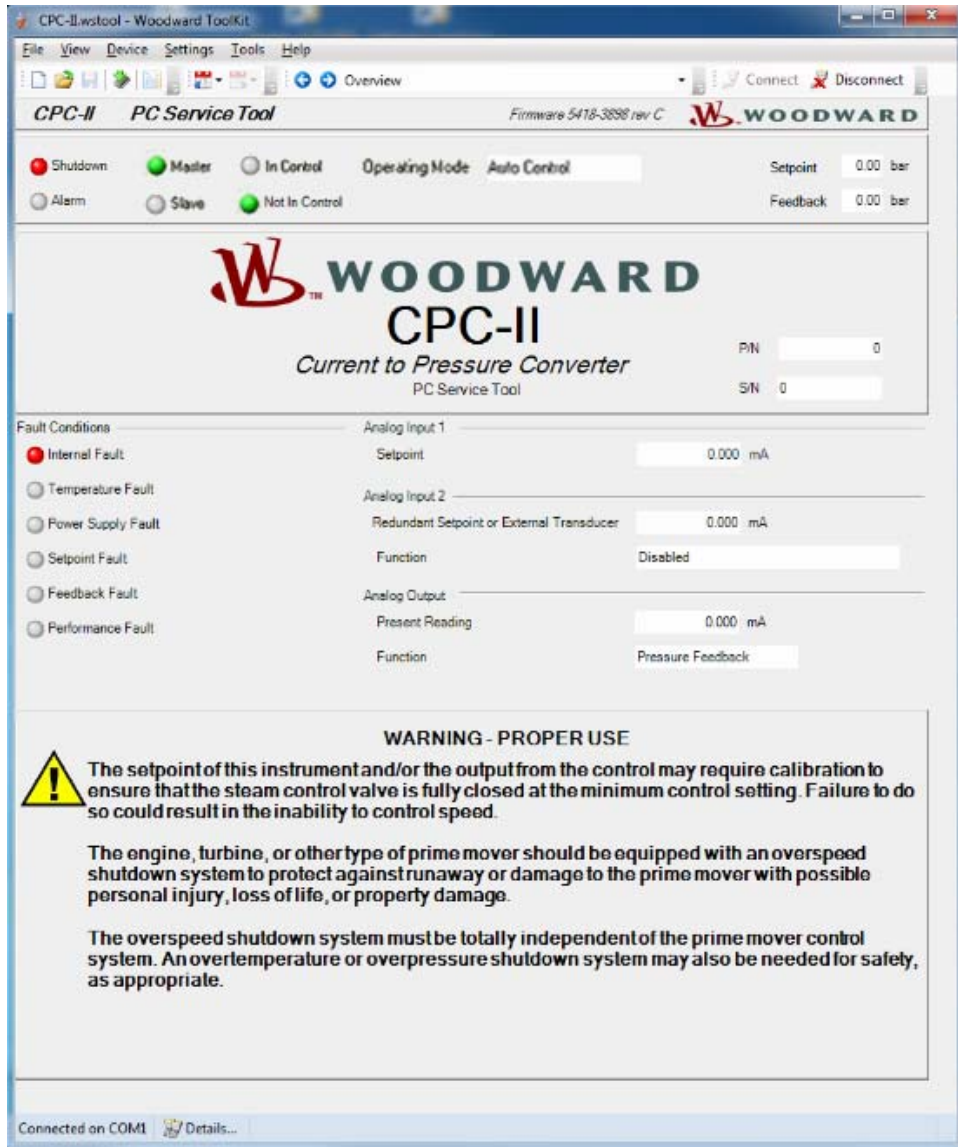 CPC-II.wstool - Woodward ToolKit
File View Device Settings Tools Help
Overview Connect Disconnect
CPC-II PC Service Tool Firmware 5418-3898 rev C WOODWARD
Shutdown Master In Control Operating Mode Auto Control Setpoint 0.00 bar
Alarm Slave Not In Control Feedback 0.00 bar
WOODWARD
TM
CPC-II
Current to Pressure Converter
PC Service Tool
P/N 0
S/N 0
Fault Conditions
Internal Fault
Temperature Fault
Power Supply Fault
Setpoint Fault
Feedback Fault
Performance Fault
Analog Input 1
Setpoint 0.000 mA
Analog Input 2
Redundant Setpoint or External Transducer 0.000 mA
Function Disabled
Analog Output
Present Reading 0.000 mA
Function Pressure Feedback
WARNING - PROPER USE
The setpoint of this instrument and/or the output from the control may require calibration to
ensure that the steam control valve is fully closed at the minimum control setting. Failure to do
so could result in the inability to control speed.
The engine, turbine, or other type of prime mover should be equipped with an overspeed
shutdown system to protect against runaway or damage to the prime mover with possible
personal injury, loss of life, or property damage.
The overspeed shutdown system must be totally independent of the prime mover control
system. An overtemperature or overpressure shutdown system may also be needed for safety,
as appropriate.
Connected on COM1 Details...